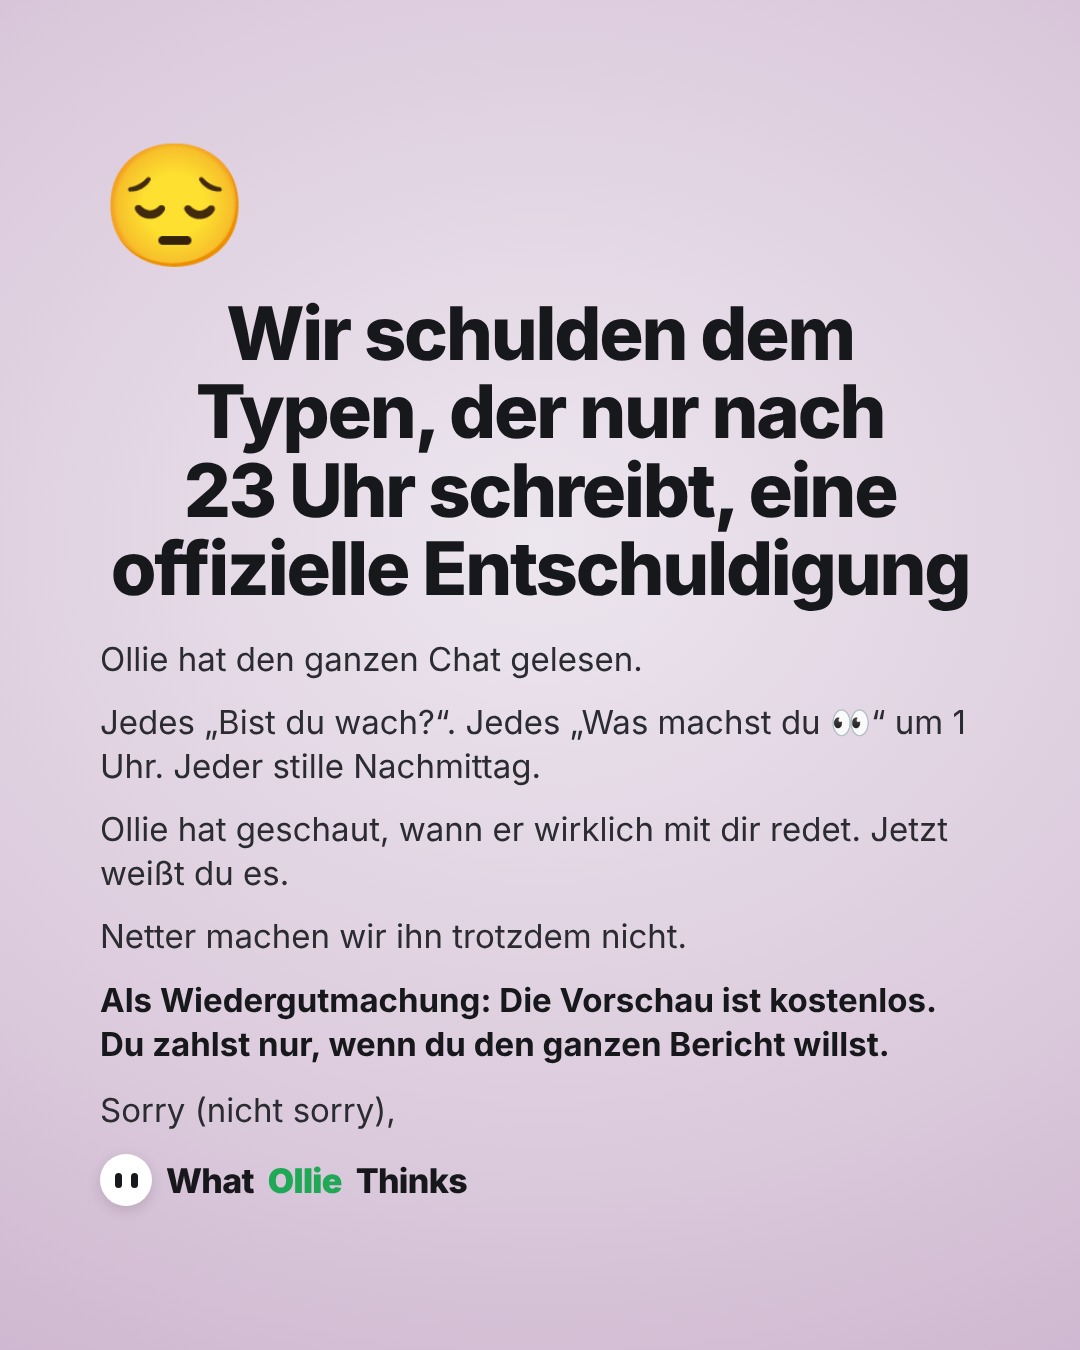 Wir schulden dem
Typen, der nur nach
23 Uhr schreibt, eine
offizielle Entschuldigung
Ollie hat den ganzen Chat gelesen.
Jedes „Bist du wach?“. Jedes „Was machst du 👀“ um 1
Uhr. Jeder stille Nachmittag.
Ollie hat geschaut, wann er wirklich mit dir redet. Jetzt
weißt du es.
Netter machen wir ihn trotzdem nicht.
Als Wiedergutmachung: Die Vorschau ist kostenlos.
Du zahlst nur, wenn du den ganzen Bericht willst.
Sorry (nicht sorry),
What Ollie Thinks